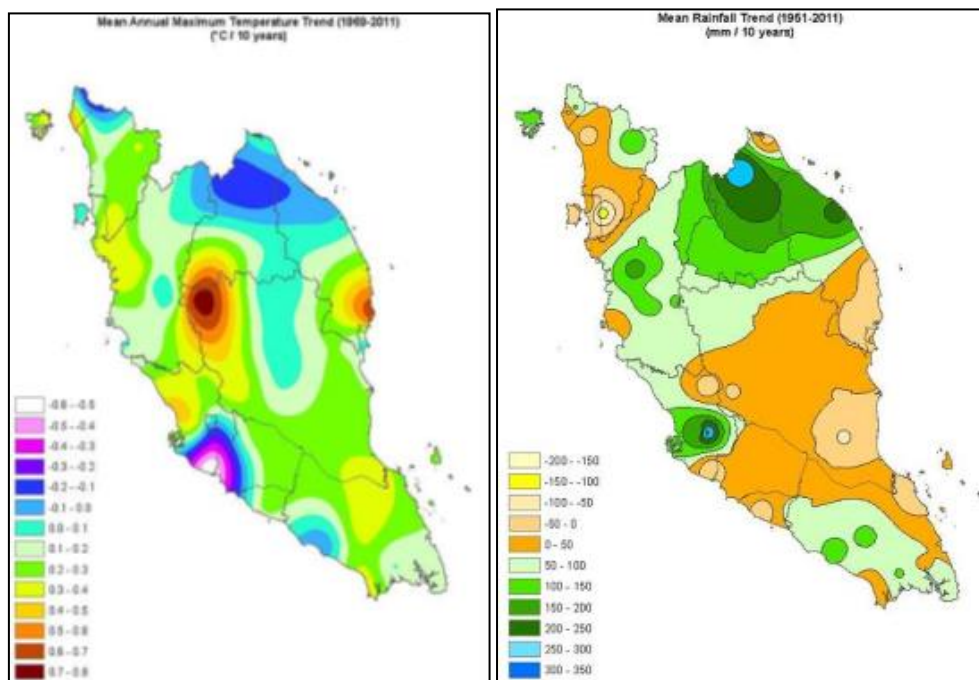 Mean Annual Maximum Temperature Trend (1969-2011)
(°C / 10 years)
-0.6 - -0.5
-0.5 - -0.4
-0.4 - -0.3
-0.3 - -0.2
-0.2 - -0.1
-0.1 - 0.0
0.0 - 0.1
0.1 - 0.2
0.2 - 0.3
0.3 - 0.4
0.4 - 0.5
0.5 - 0.6
0.6 - 0.7
0.7 - 0.8
Mean Rainfall Trend (1951-2011)
(mm / 10 years)
-200 - -150
-150 - -100
-100 - -50
-50 - 0
0 - 50
50 - 100
100 - 150
150 - 200
200 - 250
250 - 300
300 - 350